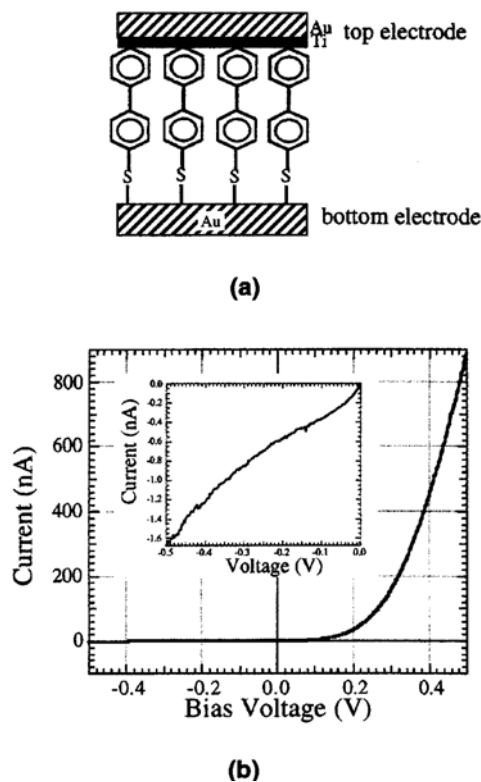 Au
Ti
top electrode
S S S S
Au
bottom electrode
(a)
800
600
400
200
0
Current (nA)
-0.4 -0.2 0.0 0.2 0.4
Bias Voltage (V)
0.0
-0.2
-0.4
-0.6
-0.8
-1.0
-1.2
-1.4
-1.6
Current (nA)
-0.5 -0.4 -0.3 -0.2 -0.1 0.0
Voltage (V)
(b)